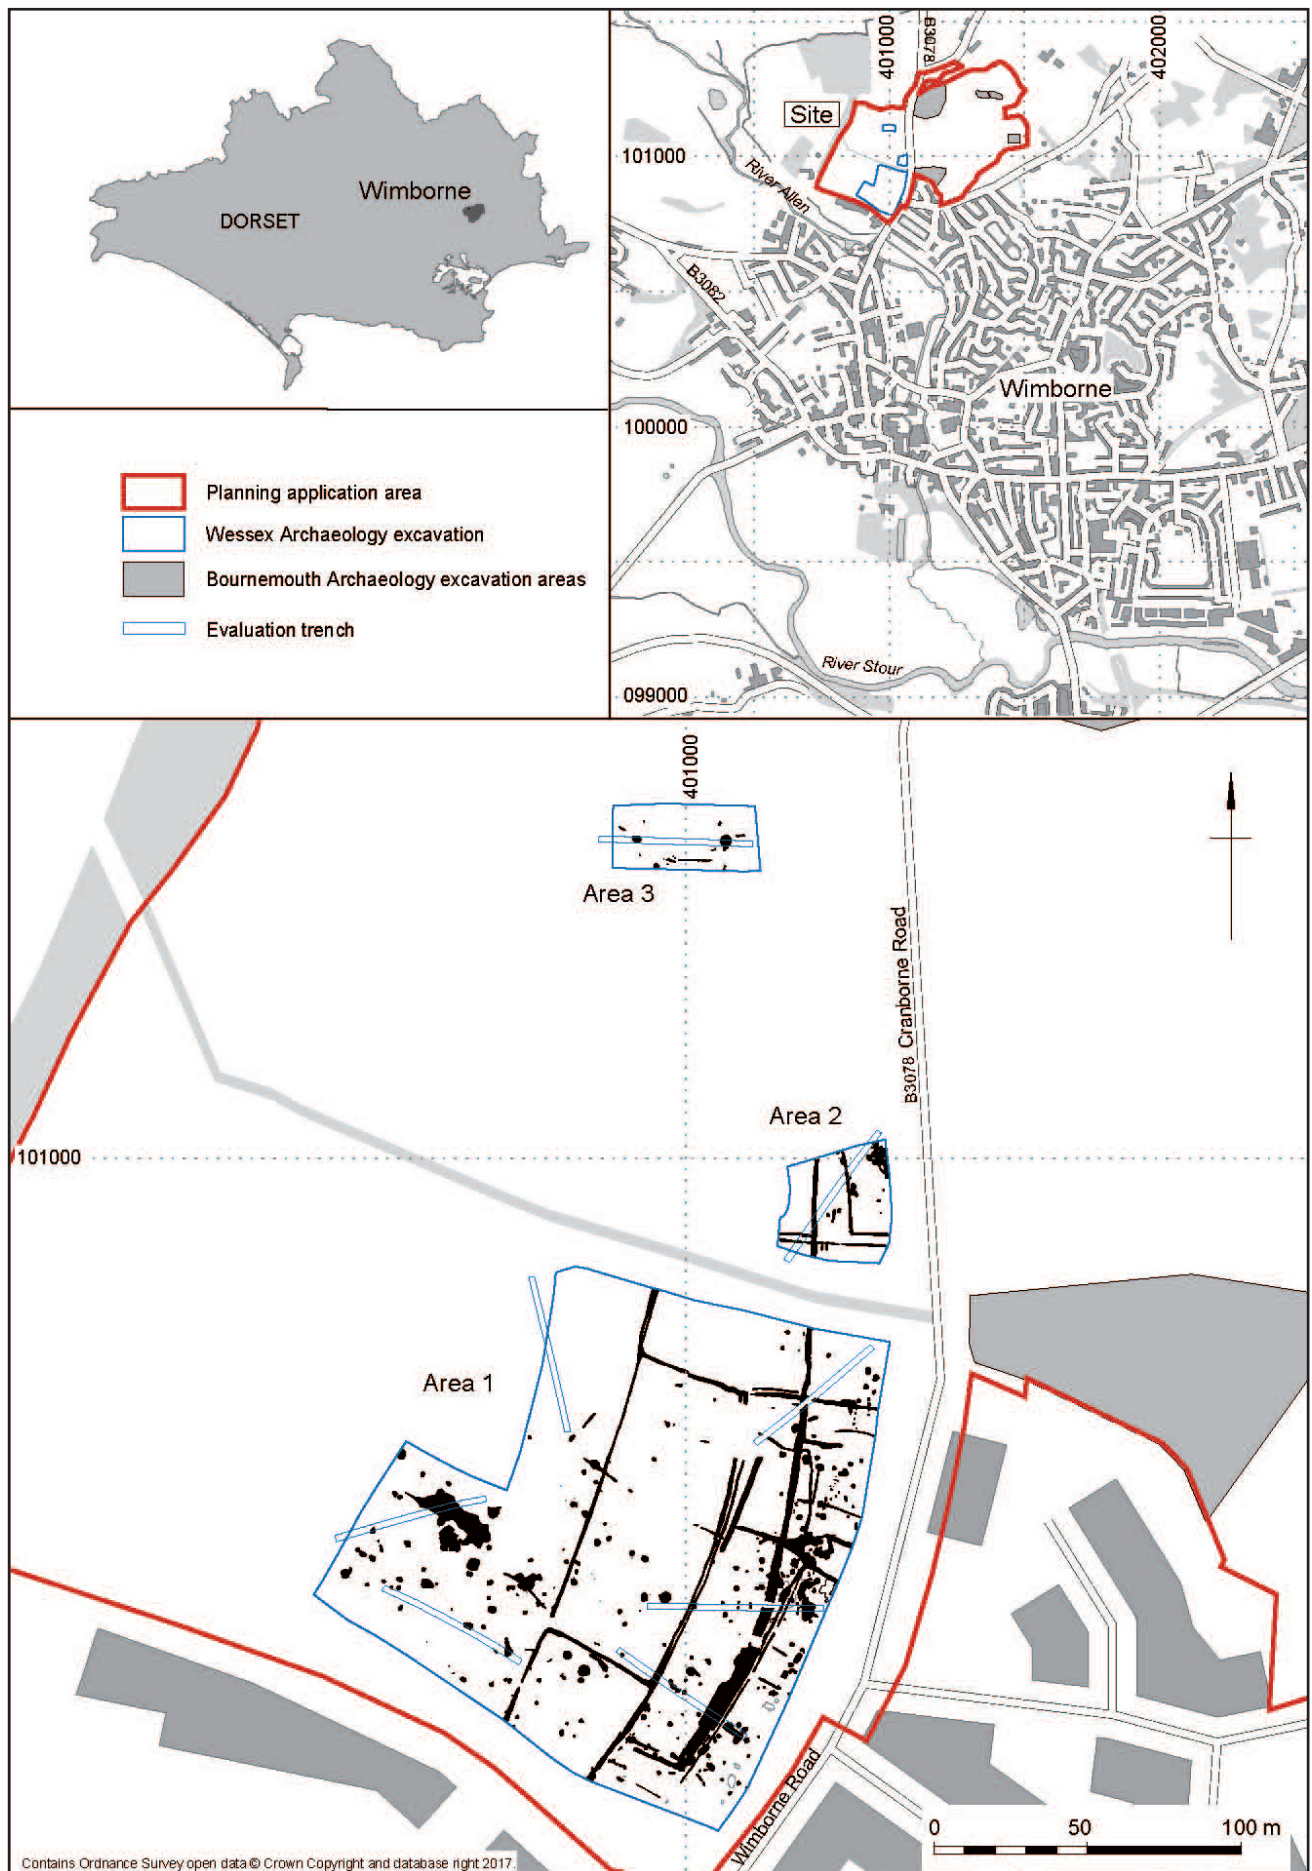 Wimborne
DORSET
Planning application area
Wessex Archaeology excavation
Bournemouth Archaeology excavation areas
Evaluation trench
401000
B3078
402000
Site
101000
River Allen
B3082
Wimborne
100000
River Stour
099000
401000
Area 3
B3078 Cranborne Road
Area 2
101000
Area 1
Wimborne Road
0 50 100 m
Contains Ordnance Survey open data © Crown Copyright and database right 2017.